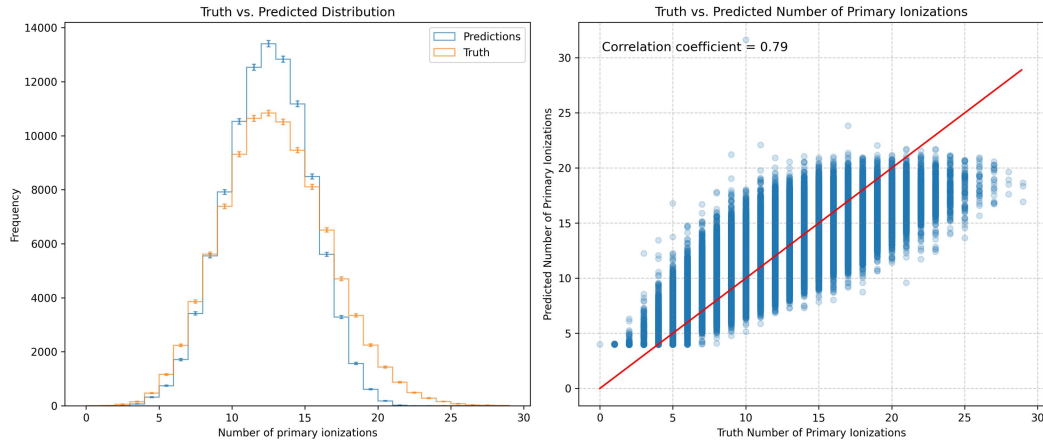 Truth vs. Predicted Distribution
14000
12000
10000
8000
6000
4000
2000
0
Frequency
0 5 10 15 20 25 30
Number of primary ionizations
Predictions
Truth
Truth vs. Predicted Number of Primary Ionizations
Correlation coefficient = 0.79
30
25
20
15
10
5
0
Predicted Number of Primary Ionizations
0 5 10 15 20 25 30
Truth Number of Primary Ionizations